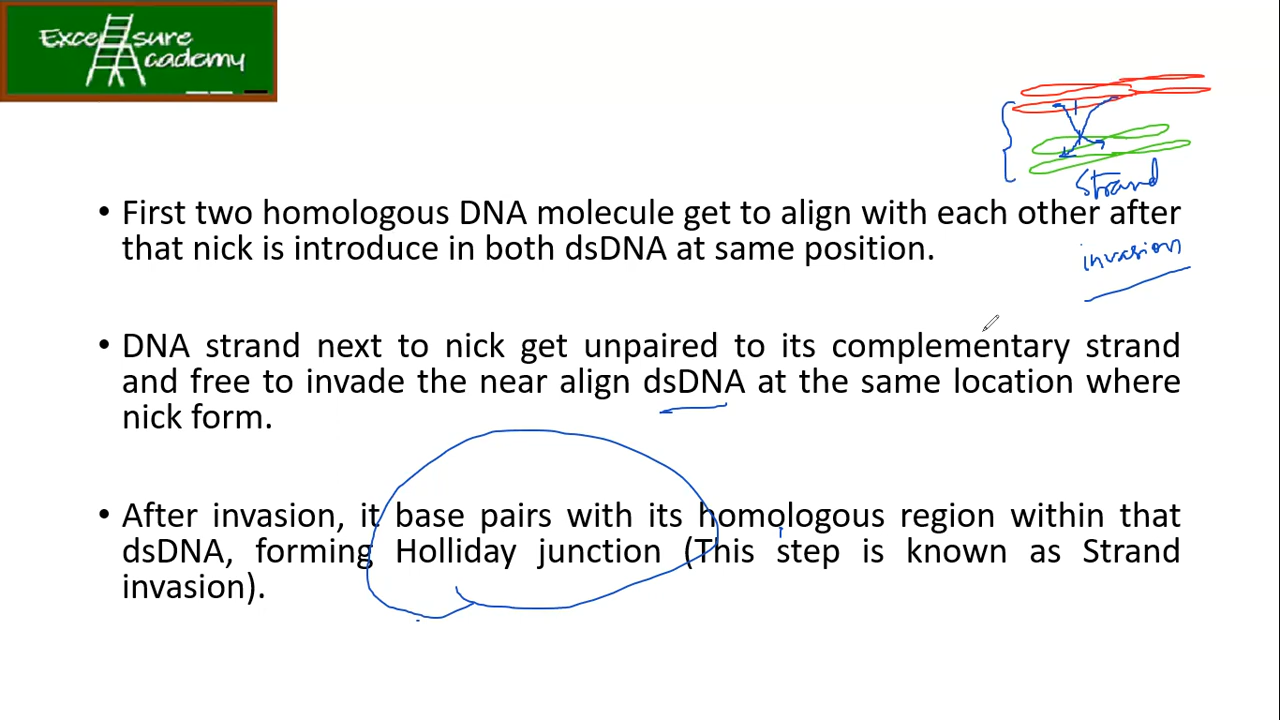 Excel sure
Academy
strand
• First two homologous DNA molecule get to align with each other after
that nick is introduce in both dsDNA at same position.
invasion
• DNA strand next to nick get unpaired to its complementary strand
and free to invade the near align dsDNA at the same location where
nick form.
• After invasion, it base pairs with its homologous region within that
dsDNA, forming Holliday junction (This step is known as Strand
invasion).